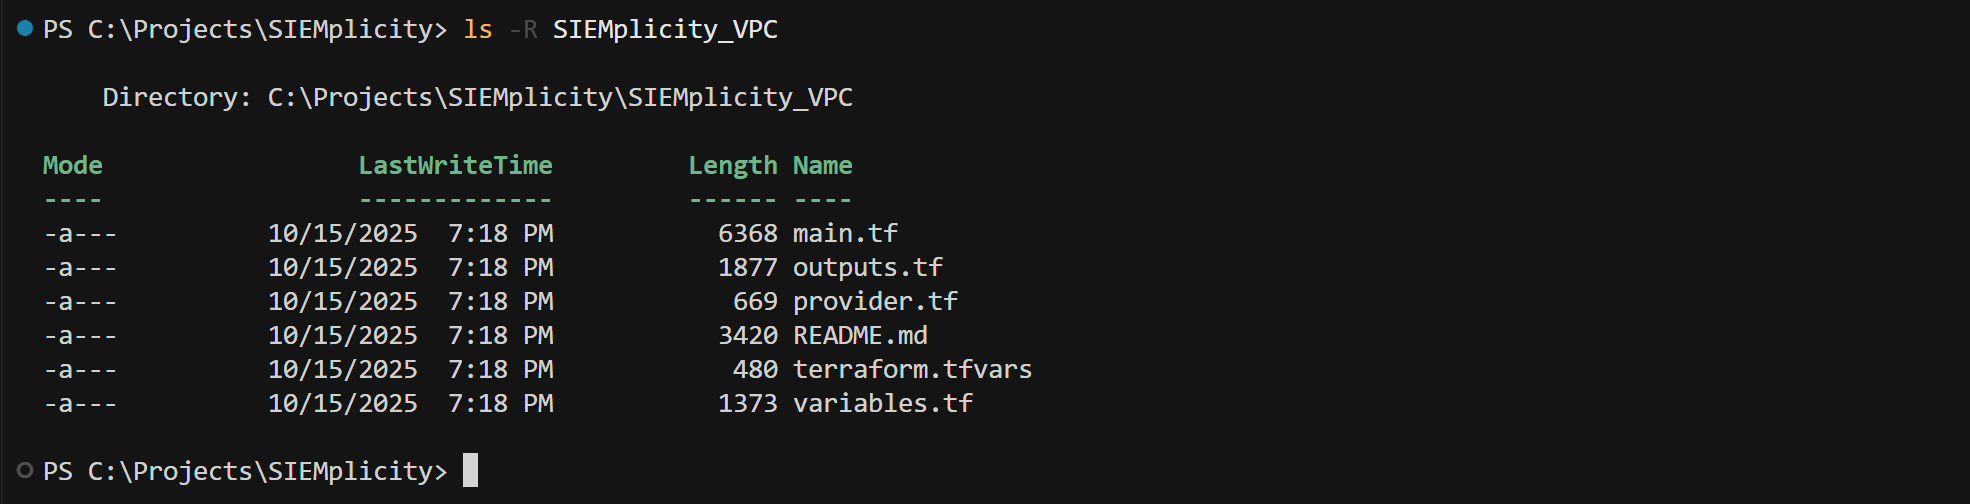 PS C:\Projects\SIEMplicity> ls -R SIEMplicity_VPC
Directory: C:\Projects\SIEMplicity\SIEMplicity_VPC
Mode LastWriteTime Length Name
---- ------------- ------ ----
-a--- 10/15/2025 7:18 PM 6368 main.tf
-a--- 10/15/2025 7:18 PM 1877 outputs.tf
-a--- 10/15/2025 7:18 PM 669 provider.tf
-a--- 10/15/2025 7:18 PM 3420 README.md
-a--- 10/15/2025 7:18 PM 480 terraform.tfvars
-a--- 10/15/2025 7:18 PM 1373 variables.tf
PS C:\Projects\SIEMplicity>